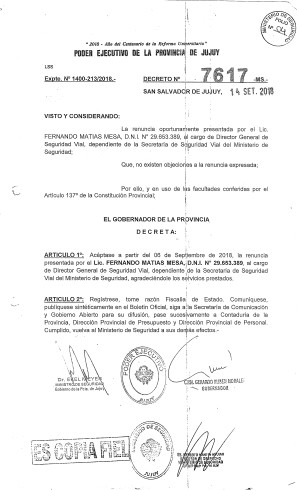 "2018 - Año del Centenario de la Reforma Universitaria"
PODER EJECUTIVO DE LA PROVINCIA DE JUJUY
Expte. Nº 1400-213/2018.-
DECRETO Nº 7617 -MS.-
SAN SALVADOR DE JUJUY, 14 SET. 2018
VISTO Y CONSIDERANDO:
La renuncia oportunamente presentada por el Lic.
FERNANDO MATIAS MESA, D.N.I. Nº 29.653.389, al cargo de Director General de
Seguridad Vial, dependiente de la Secretaría de Seguridad Vial del Ministerio de
Seguridad;
Que, no existen objeciones a la renuncia expresada;
Por ello, y en uso de las facultades conferidas por el
Artículo 137º de la Constitución Provincial;
EL GOBERNADOR DE LA PROVINCIA
D E C R E T A:
ARTICULO 1º: Acéptase a partir del 06 de Septiembre de 2018, la renuncia
presentada por el Lic. FERNANDO MATIAS MESA, D.N.I. Nº 29.653.389, al cargo
de Director General de Seguridad Vial, dependiente de la Secretaría de Seguridad
Vial del Ministerio de Seguridad, agradeciéndole los servicios prestados.
ARTICULO 2º: Regístrese, tome razón Fiscalía de Estado. Comuníquese,
publíquese sintéticamente en el Boletín Oficial, siga a la Secretaría de Comunicación
y Gobierno Abierto para su difusión, pase sucesivamente a Contaduría de la
Provincia, Dirección Provincial de Presupuesto y Dirección Provincial de Personal.
Cumplido, vuelva al Ministerio de Seguridad a sus demás efectos.-
PODER EJECUTIVO
JUJUY
Dr. EKEL MEYER
MINISTRO DE SEGURIDAD
Gobierno de la Pcia. de Jujuy
C.P.N. GERARDO RUBEN MORALES
GOBERNADOR
ES COPIA FIEL
JUJUY